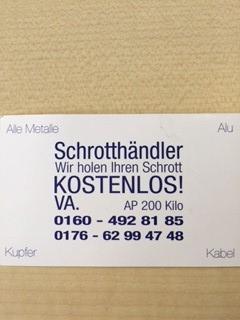 Alle Metalle Alu
Schrotthändler
Wir holen Ihren Schrott
KOSTENLOS!
VA. AP 200 Kilo
0160 - 492 81 85
0176 - 62 99 47 48
Kupfer Kabel